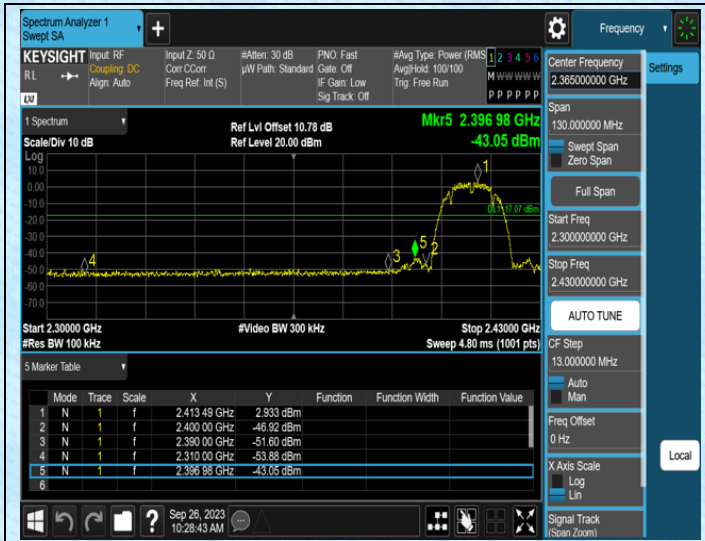 Spectrum Analyzer 1
Swept SA
Frequency
KEYSIGHT
RL
LXI
Input: RF
Coupling: DC
Align: Auto
Input Z: 50 Ω
Corr CCorr
Freq Ref: Int (S)
#Atten: 30 dB
µW Path: Standard
PNO: Fast
Gate: Off
IF Gain: Low
Sig Track: Off
#Avg Type: Power (RMS
Avg|Hold: 100/100
Trig: Free Run
1 2 3 4 5 6
M W W W W W
P P P P P P
1 Spectrum
Scale/Div 10 dB
Ref Lvl Offset 10.78 dB
Ref Level 20.00 dBm
Mkr5 2.396 98 GHz
-43.05 dBm
Log
10.0
0.00
-10.0
-20.0
-30.0
-40.0
-50.0
-60.0
-70.0
1
DL1 -17.07 dBm
5
2
3
4
Start 2.30000 GHz
#Video BW 300 kHz
Stop 2.43000 GHz
#Res BW 100 kHz
Sweep 4.80 ms (1001 pts)
5 Marker Table
Mode Trace Scale X Y Function Function Width Function Value
1 N 1 f 2.413 49 GHz 2.933 dBm
2 N 1 f 2.400 00 GHz -46.92 dBm
3 N 1 f 2.390 00 GHz -51.60 dBm
4 N 1 f 2.310 00 GHz -53.88 dBm
5 N 1 f 2.396 98 GHz -43.05 dBm
6
Sep 26, 2023
10:28:43 AM
Center Frequency
2.365000000 GHz
Settings
Span
130.000000 MHz
Swept Span
Zero Span
Full Span
Start Freq
2.300000000 GHz
Stop Freq
2.430000000 GHz
AUTO TUNE
CF Step
13.000000 MHz
Auto
Man
Freq Offset
0 Hz
X Axis Scale
Log
Lin
Local
Signal Track
(Span Zoom)